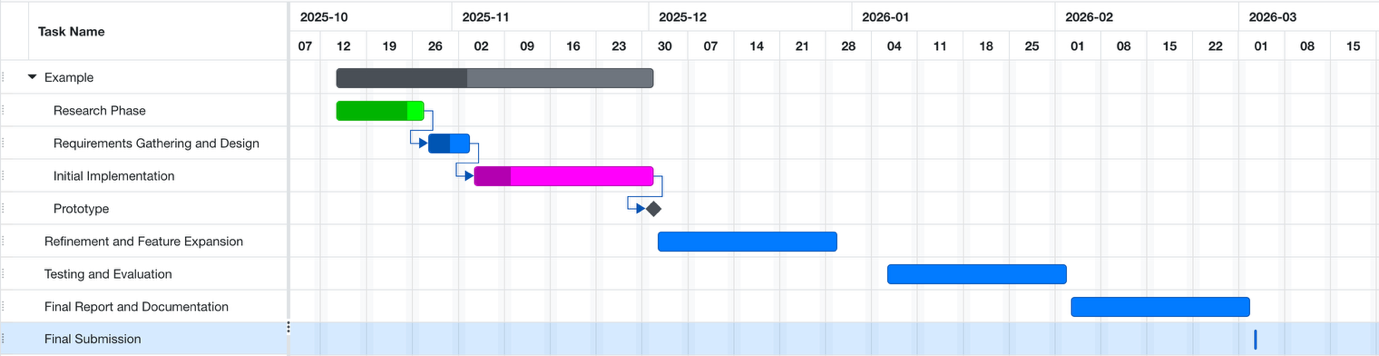 Task Name
2025-10 2025-11 2025-12 2026-01 2026-02 2026-03
07 12 19 26 02 09 16 23 30 07 14 21 28 04 11 18 25 01 08 15 22 01 08 15
Example
Research Phase
Requirements Gathering and Design
Initial Implementation
Prototype
Refinement and Feature Expansion
Testing and Evaluation
Final Report and Documentation
Final Submission